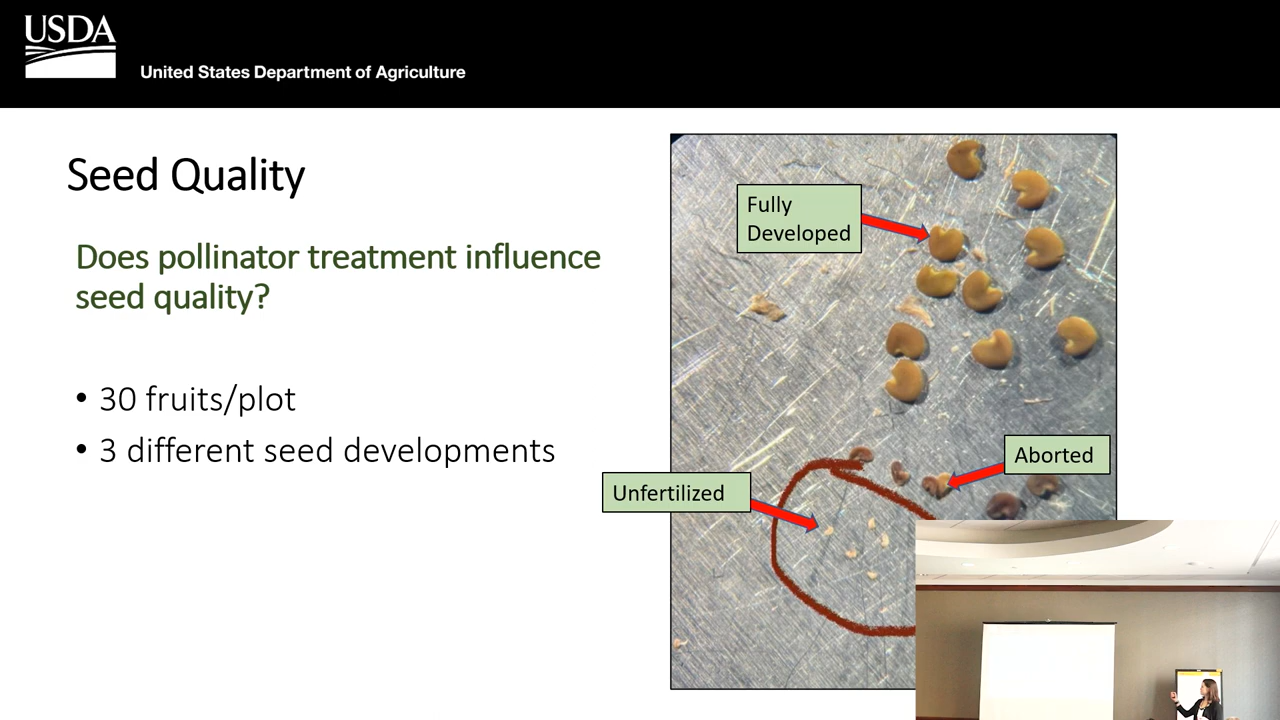 USDA
United States Department of Agriculture
Seed Quality
Does pollinator treatment influence
seed quality?
• 30 fruits/plot
• 3 different seed developments
Fully
Developed
Aborted
Unfertilized